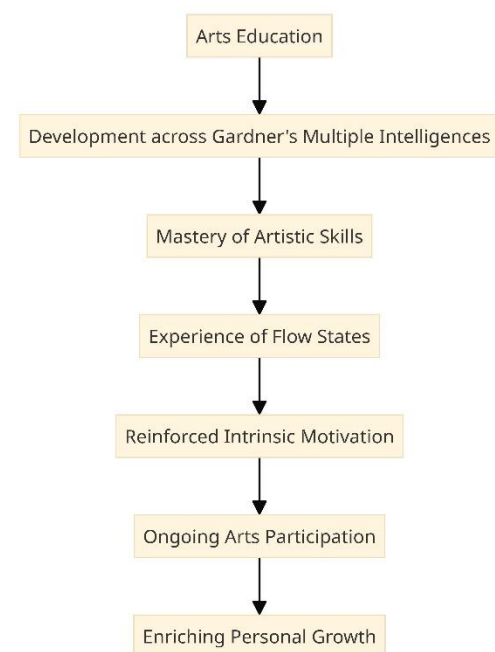 Arts Education
Development across Gardner's Multiple Intelligences
Mastery of Artistic Skills
Experience of Flow States
Reinforced Intrinsic Motivation
Ongoing Arts Participation
Enriching Personal Growth